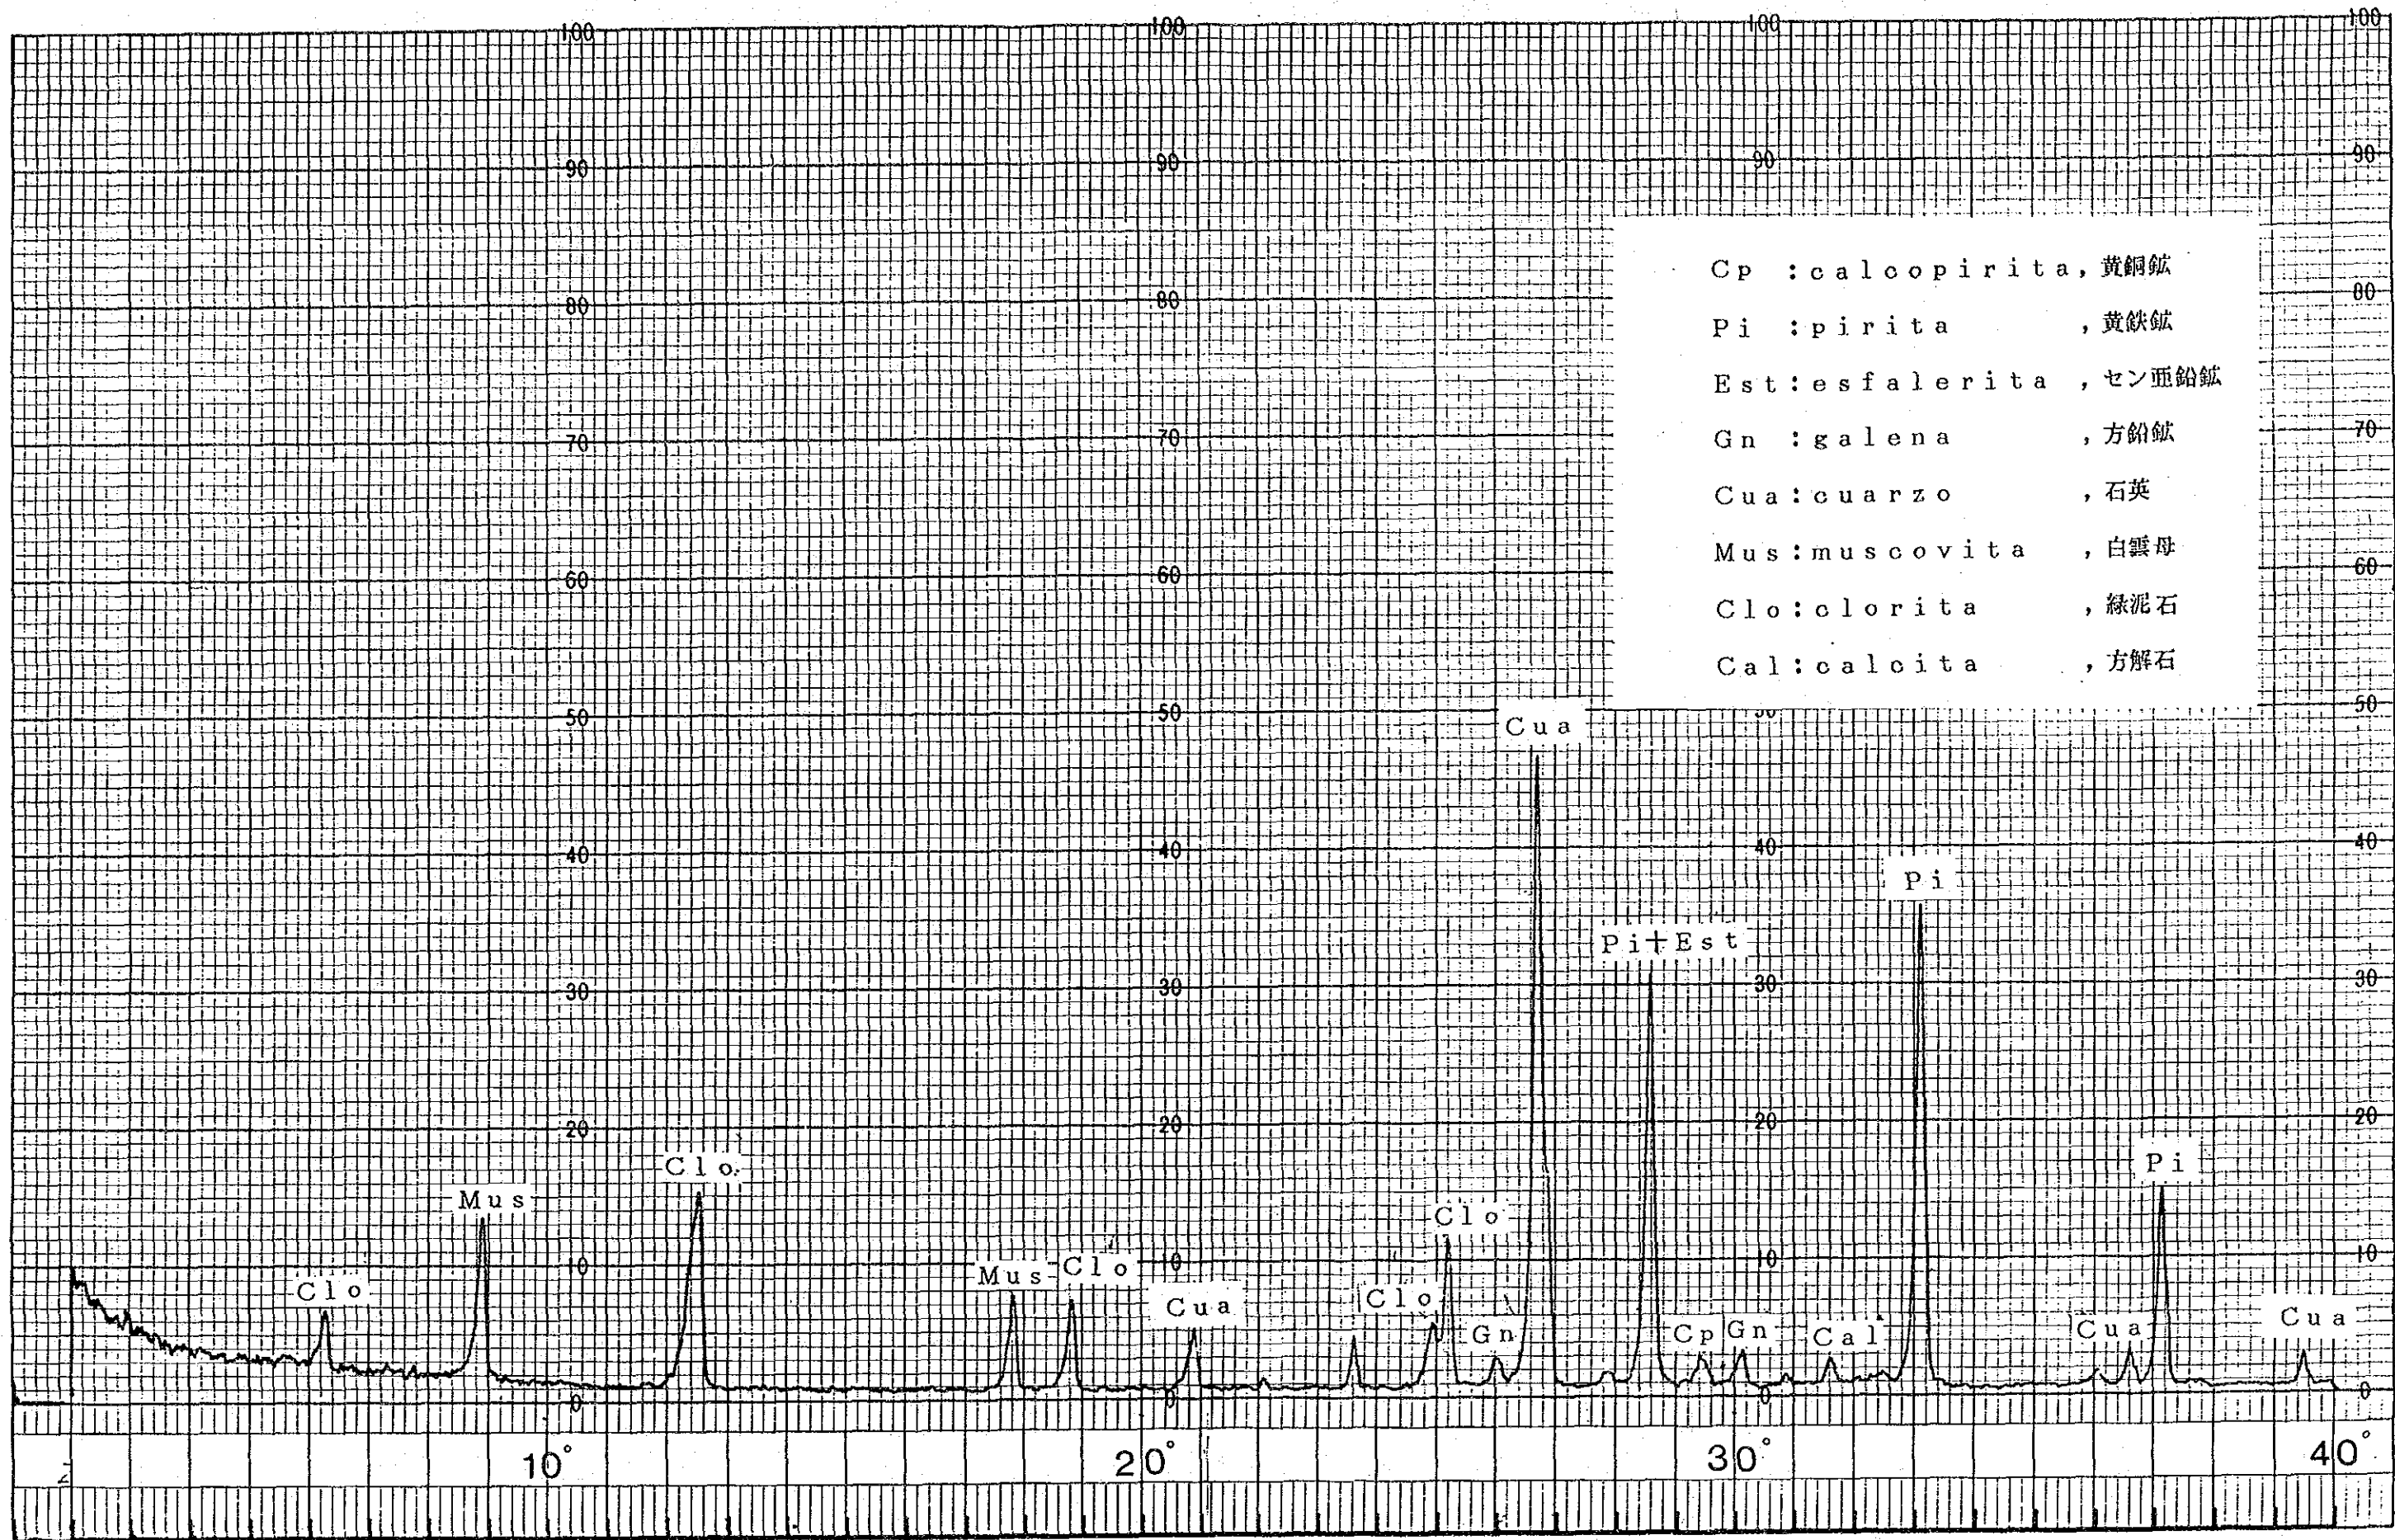 100 100 100 100
90 90 90 90
Cp :calcopirita, 黄銅鉱
80 80 80
Pi :pirita , 黄鉄鉱
Est:esfalerita , セン亜鉛鉱
70 70 70
Gn :galena , 方鉛鉱
Cua:cuarzo , 石英
Mus:muscovita , 白雲母
60 60 60
Clo:clorita , 緑泥石
Cal:calcita , 方解石
50 50 50 50
Cua
40 40 40 40
Pi
Pi+Est
30 30 30 30
20 20 20 20
Clo Pi
Mus Clo
10 10 10 10
Clo Mus Clo Cua Clo Gn Cp Gn Cal Cua Cua
0 0 0 0
2 10° 20° 30° 40°